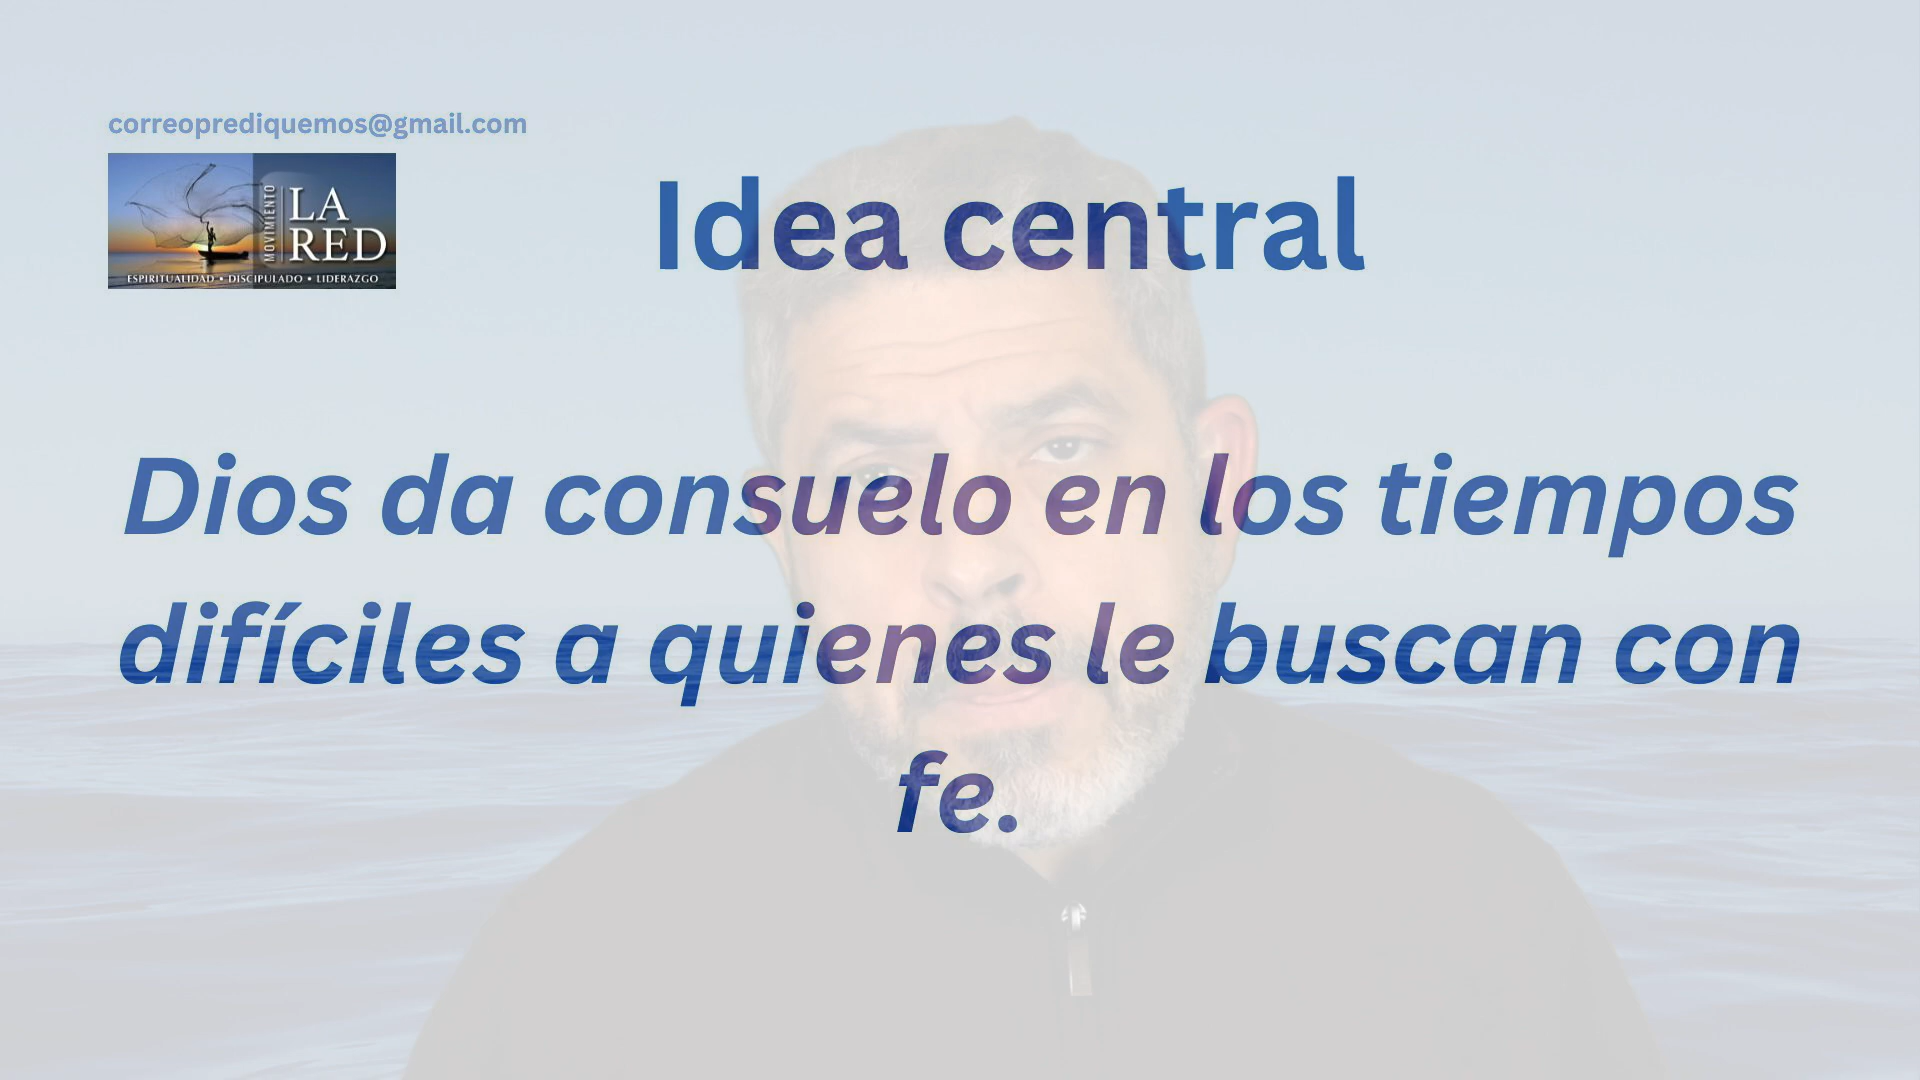 correoprediquemos@gmail.com
MOVIMIENTO
LA
RED
ESPIRITUALIDAD • DISCIPULADO • LIDERAZGO
Idea central
Dios da consuelo en los tiempos
difíciles a quienes le buscan con
fe.